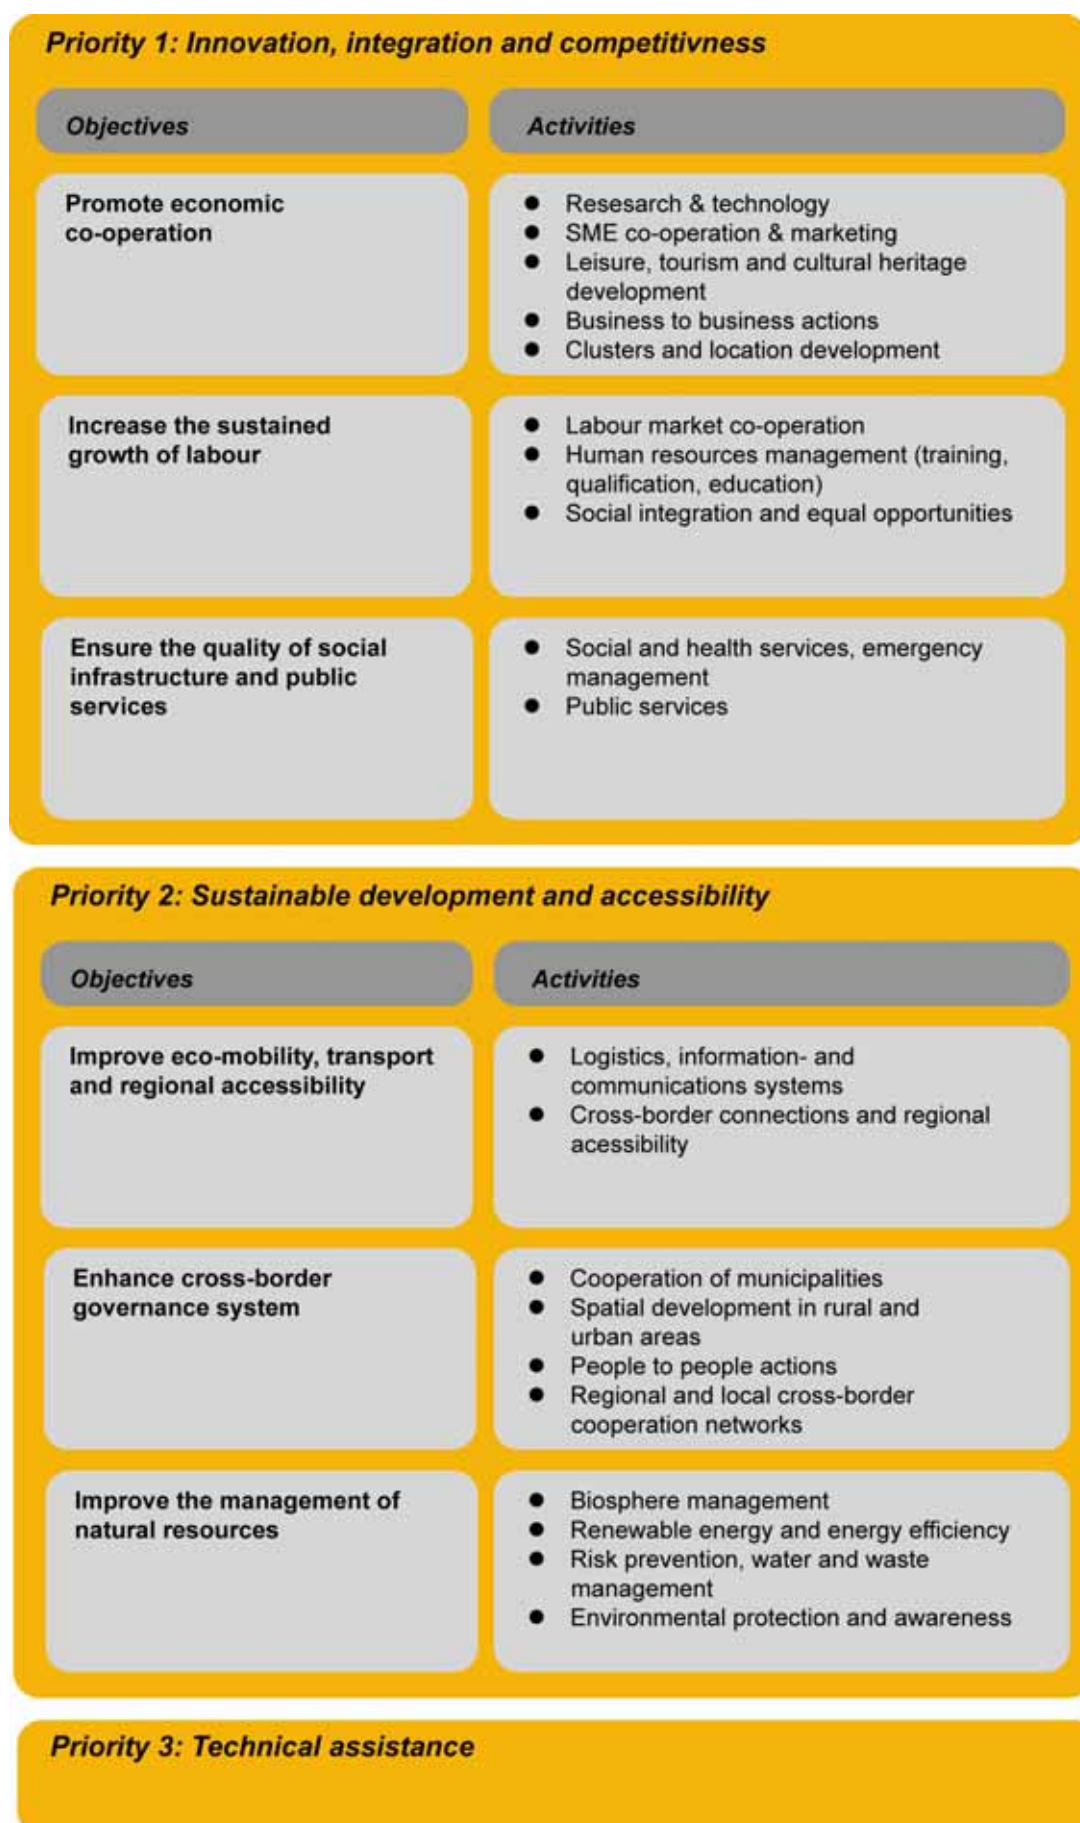 Priority 1: Innovation, integration and competitivness
Objectives
Activities
Promote economic
co-operation
● Resesarch & technology
● SME co-operation & marketing
● Leisure, tourism and cultural heritage
development
● Business to business actions
● Clusters and location development
Increase the sustained
growth of labour
● Labour market co-operation
● Human resources management (training,
qualification, education)
● Social integration and equal opportunities
Ensure the quality of social
infrastructure and public
services
● Social and health services, emergency
management
● Public services
Priority 2: Sustainable development and accessibility
Objectives
Activities
Improve eco-mobility, transport
and regional accessibility
● Logistics, information- and
communications systems
● Cross-border connections and regional
acessibility
Enhance cross-border
governance system
● Cooperation of municipalities
● Spatial development in rural and
urban areas
● People to people actions
● Regional and local cross-border
cooperation networks
Improve the management of
natural resources
● Biosphere management
● Renewable energy and energy efficiency
● Risk prevention, water and waste
management
● Environmental protection and awareness
Priority 3: Technical assistance